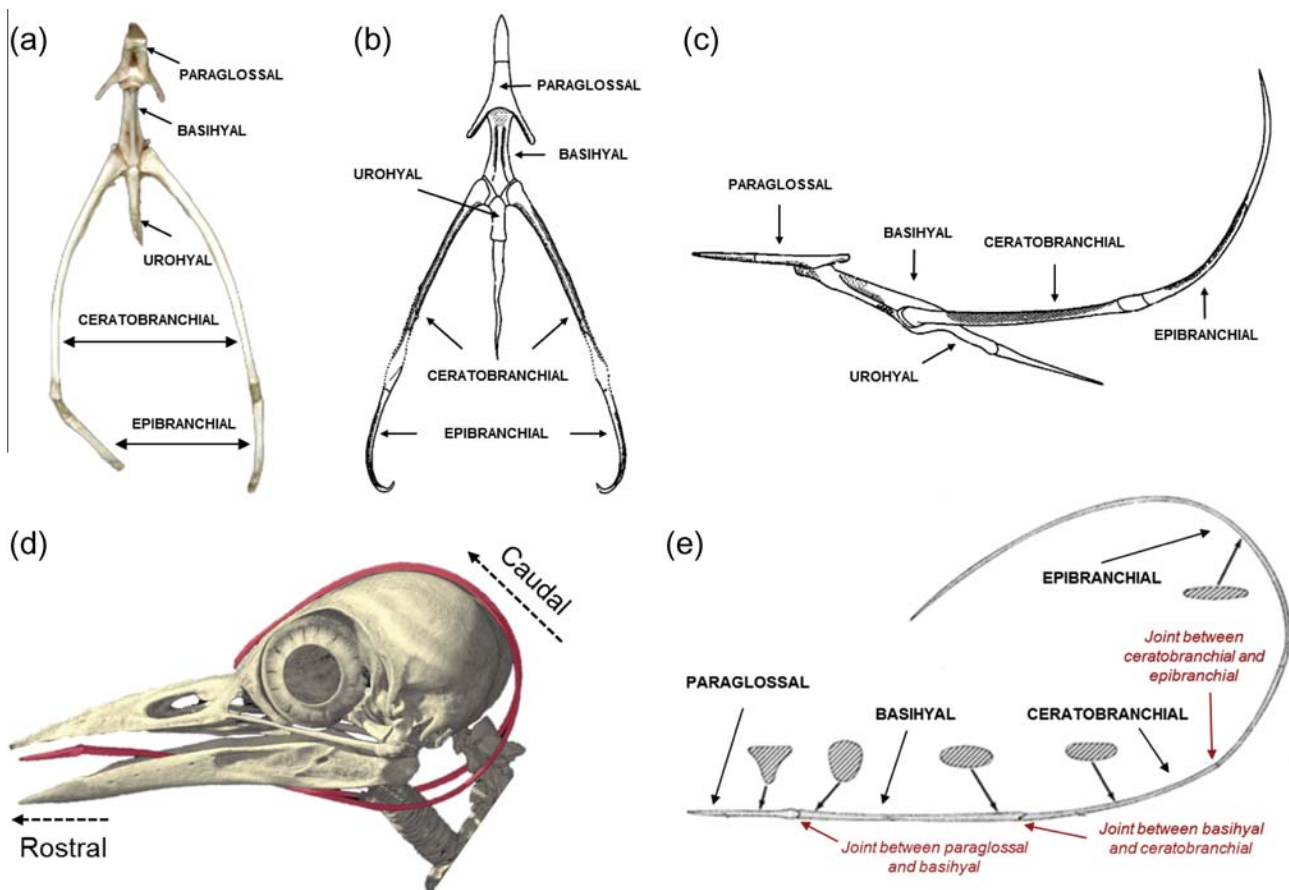 (a)
PARAGLOSSAL
BASIHYAL
UROHYAL
CERATOBRANCHIAL
EPIBRANCHIAL
(b)
PARAGLOSSAL
BASIHYAL
UROHYAL
CERATOBRANCHIAL
EPIBRANCHIAL
(c)
PARAGLOSSAL
BASIHYAL
CERATOBRANCHIAL
EPIBRANCHIAL
UROHYAL
(d)
Caudal
Rostral
(e)
EPIBRANCHIAL
Joint between
ceratobranchial and
epibranchial
PARAGLOSSAL
BASIHYAL
CERATOBRANCHIAL
Joint between paraglossal
and basihyal
Joint between basihyal
and ceratobranchial